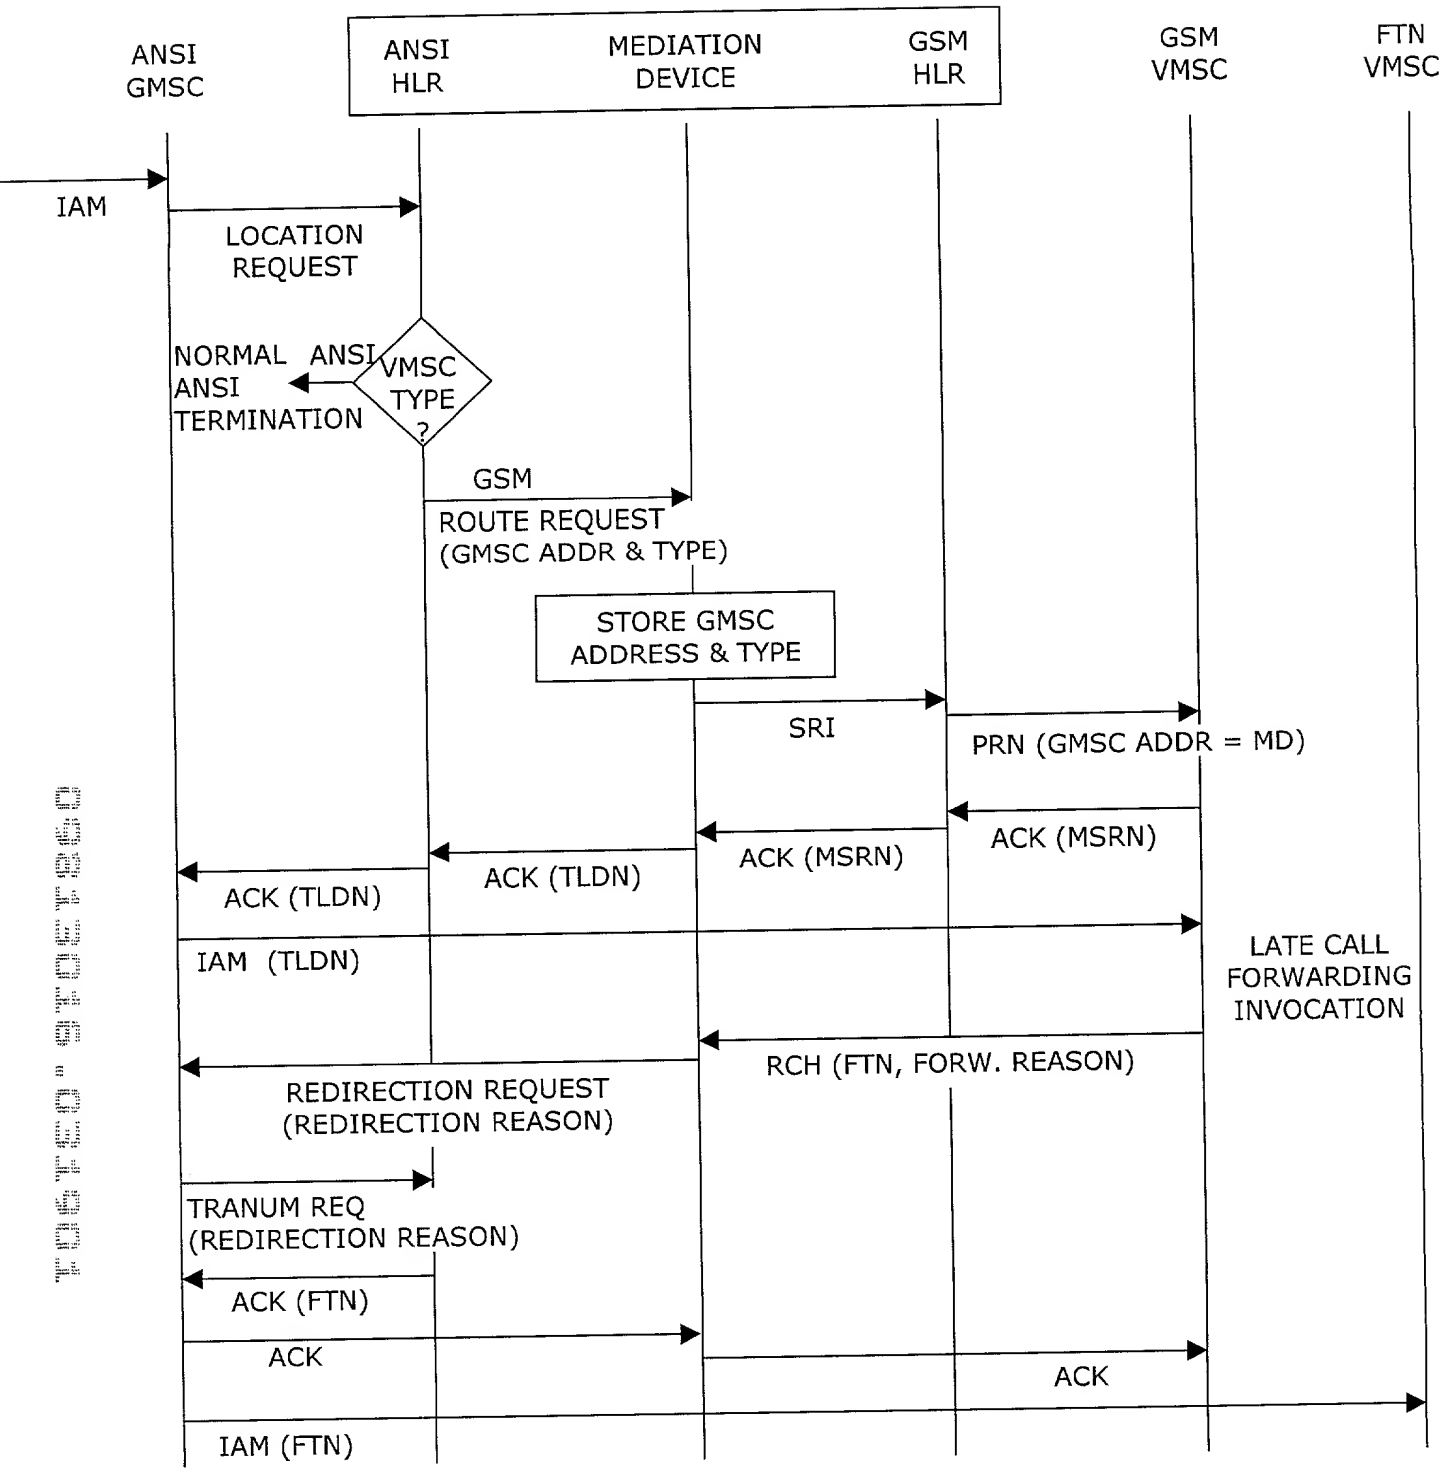 ANSI
GMSC
ANSI
HLR
MEDIATION
DEVICE
GSM
HLR
GSM
VMSC
FTN
VMSC
IAM
LOCATION
REQUEST
NORMAL
ANSI
TERMINATION
ANSI
VMSC
TYPE
?
GSM
ROUTE REQUEST
(GMSC ADDR & TYPE)
STORE GMSC
ADDRESS & TYPE
SRI
PRN (GMSC ADDR = MD)
ACK (MSRN)
ACK (MSRN)
ACK (TLDN)
ACK (TLDN)
IAM (TLDN)
LATE CALL
FORWARDING
INVOCATION
RCH (FTN, FORW. REASON)
REDIRECTION REQUEST
(REDIRECTION REASON)
TRANUM REQ
(REDIRECTION REASON)
ACK (FTN)
ACK
ACK
IAM (FTN)